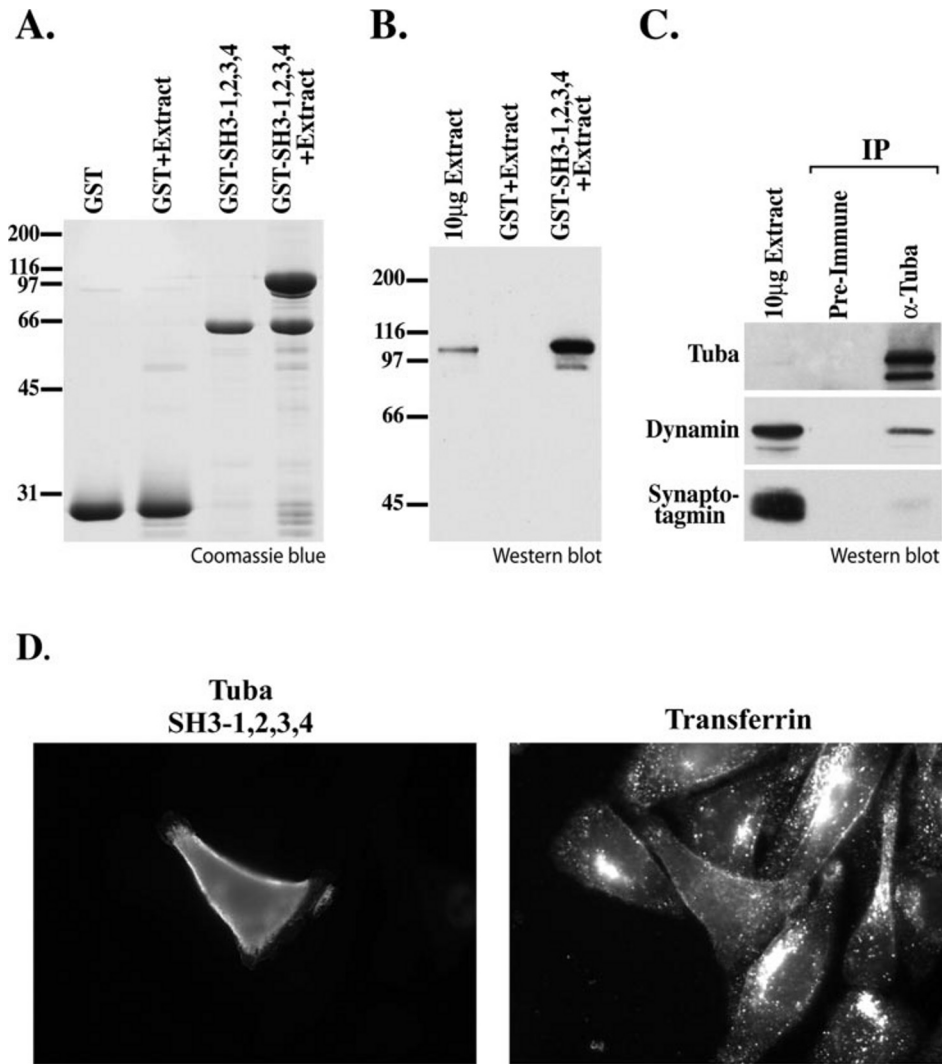 A.
GST
GST+Extract
GST-SH3-1,2,3,4
GST-SH3-1,2,3,4
+Extract
200
116
97
66
45
31
Coomassie blue
B.
10µg Extract
GST+Extract
GST-SH3-1,2,3,4
+Extract
200
116
97
66
45
Western blot
C.
IP
10µg Extract
Pre-Immune
α-Tuba
Tuba
Dynamin
Synapto-
tagmin
Western blot
D.
Tuba
SH3-1,2,3,4
Transferrin